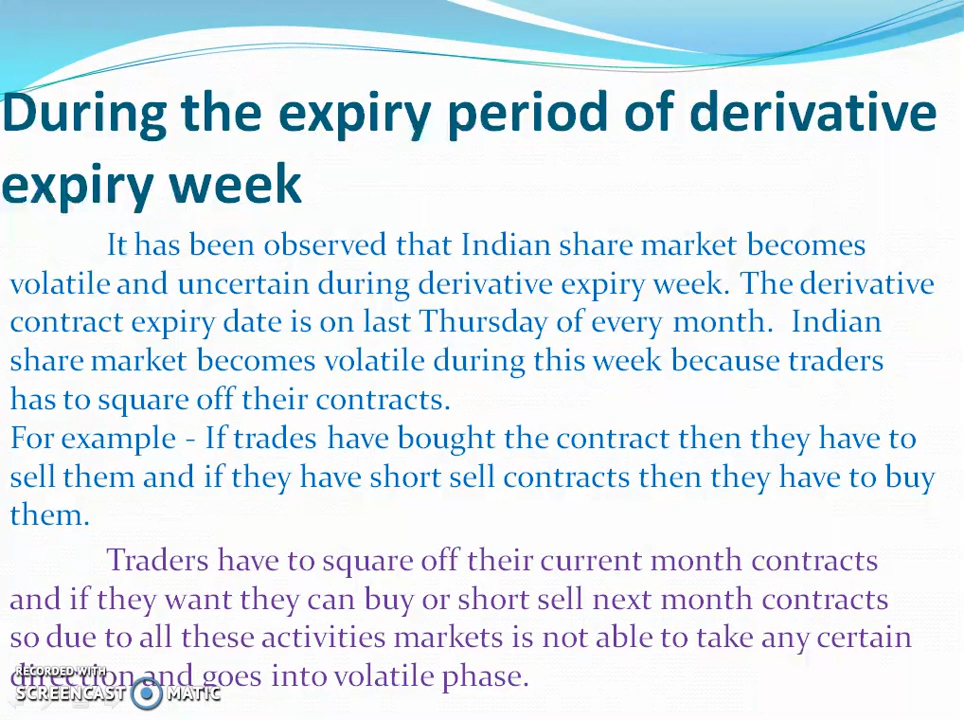 During the expiry period of derivative
expiry week
It has been observed that Indian share market becomes
volatile and uncertain during derivative expiry week. The derivative
contract expiry date is on last Thursday of every month. Indian
share market becomes volatile during this week because traders
has to square off their contracts.
For example - If trades have bought the contract then they have to
sell them and if they have short sell contracts then they have to buy
them.
Traders have to square off their current month contracts
and if they want they can buy or short sell next month contracts
so due to all these activities markets is not able to take any certain
direction and goes into volatile phase.
RECORDED WITH
SCREENCAST MATIC